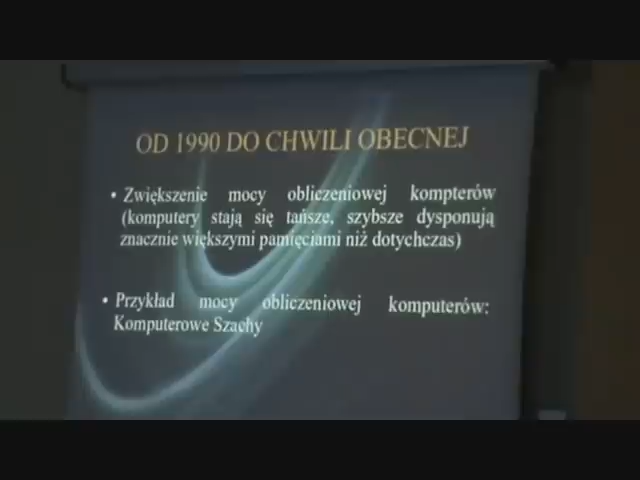 OD 1990 DO CHWILI OBECNEJ
• Zwiększenie mocy obliczeniowej kompterów
(komputery stają się tańsze, szybsze dysponują
znacznie większymi pamięciami niż dotychczas)
• Przykład mocy obliczeniowej komputerów:
Komputerowe Szachy